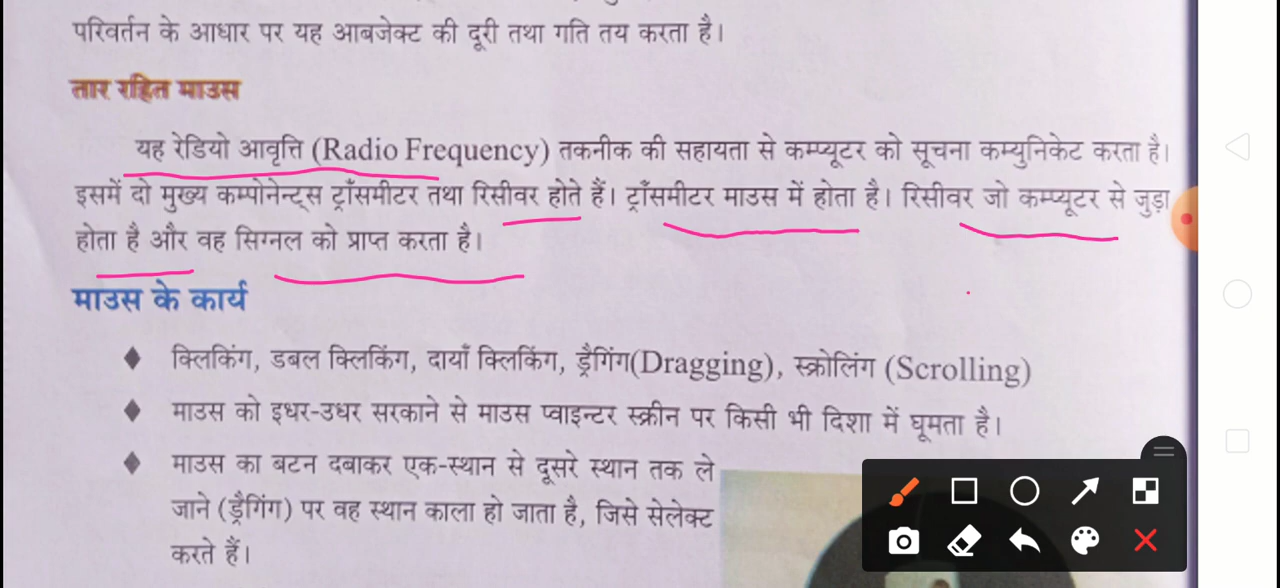 परिवर्तन के आधार पर यह आबजेक्ट की दूरी तथा गति तय करता है।
तार रहित माउस
यह रेडियो आवृत्ति (Radio Frequency) तकनीक की सहायता से कम्प्यूटर को सूचना कम्युनिकेट करता है।
इसमें दो मुख्य कम्पोनेन्ट्स ट्राँसमीटर तथा रिसीवर होते हैं। ट्राँसमीटर माउस में होता है। रिसीवर जो कम्प्यूटर से जुड़ा
होता है और वह सिग्नल को प्राप्त करता है।
माउस के कार्य
♦ क्लिकिंग, डबल क्लिकिंग, दायाँ क्लिकिंग, ड्रैगिंग(Dragging), स्क्रोलिंग (Scrolling)
♦ माउस को इधर-उधर सरकाने से माउस प्वाइन्टर स्क्रीन पर किसी भी दिशा में घूमता है।
♦ माउस का बटन दबाकर एक-स्थान से दूसरे स्थान तक ले
जाने (ड्रैगिंग) पर वह स्थान काला हो जाता है, जिसे सेलेक्ट
करते हैं।